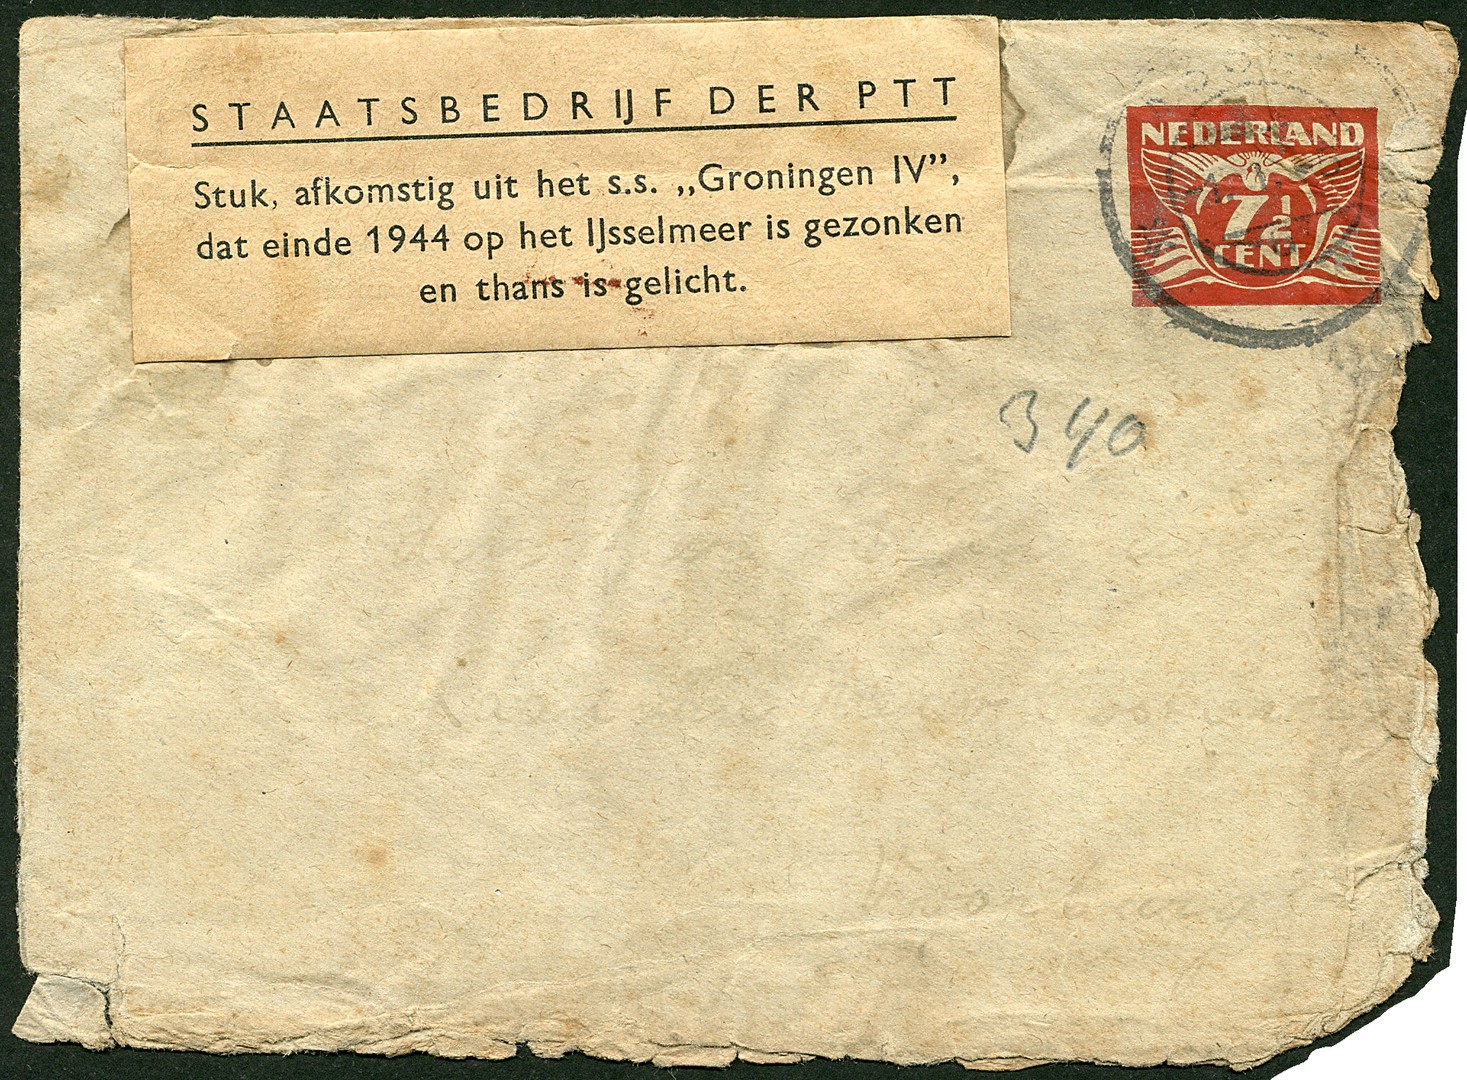 STAATSBEDRIJF DER PTT
Stuk, afkomstig uit het s.s. „Groningen IV”,
dat einde 1944 op het IJsselmeer is gezonken
en thans is gelicht.
NEDERLAND
7½
CENT
340
Voorburg